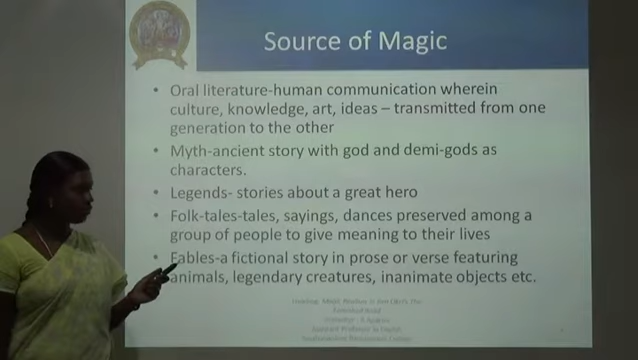 Source of Magic
• Oral literature-human communication wherein
culture, knowledge, art, ideas – transmitted from one
generation to the other
• Myth-ancient story with god and demi-gods as
characters.
• Legends- stories about a great hero
• Folk-tales-tales, sayings, dances preserved among a
group of people to give meaning to their lives
• Fables-a fictional story in prose or verse featuring
animals, legendary creatures, inanimate objects etc.